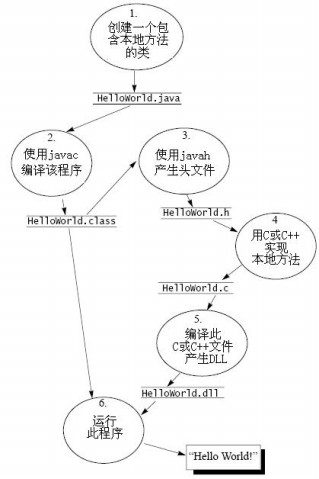 1.
创建一个包
含本地方法
的类
HelloWorld.java
2.
使用javac
编译该程序
3.
使用javah
产生头文件
HelloWorld.class
HelloWorld.h
4
用C或C++
实现
本地方法
HelloWorld.c
5.
编译此
C或C++文件
产生DLL
HelloWorld.dll
6.
运行
此程序
“Hello World!”